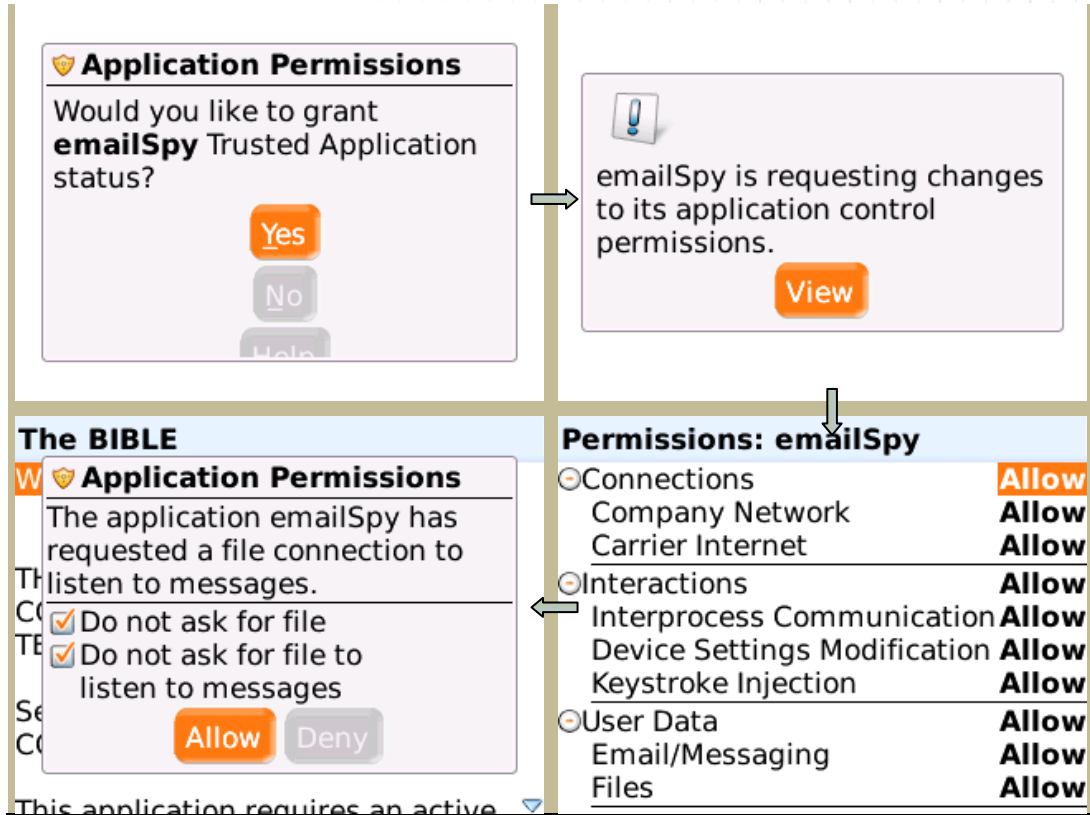 Application Permissions
Would you like to grant
emailSpy Trusted Application
status?
Yes
No
Help
emailSpy is requesting changes
to its application control
permissions.
View
Permissions: emailSpy
Connections Allow
Company Network Allow
Carrier Internet Allow
Interactions Allow
Interprocess Communication Allow
Device Settings Modification Allow
Keystroke Injection Allow
User Data Allow
Email/Messaging Allow
Files Allow
The BIBLE
Application Permissions
The application emailSpy has
requested a file connection to
listen to messages.
Do not ask for file
Do not ask for file to
listen to messages
Allow Deny
This application requires an active